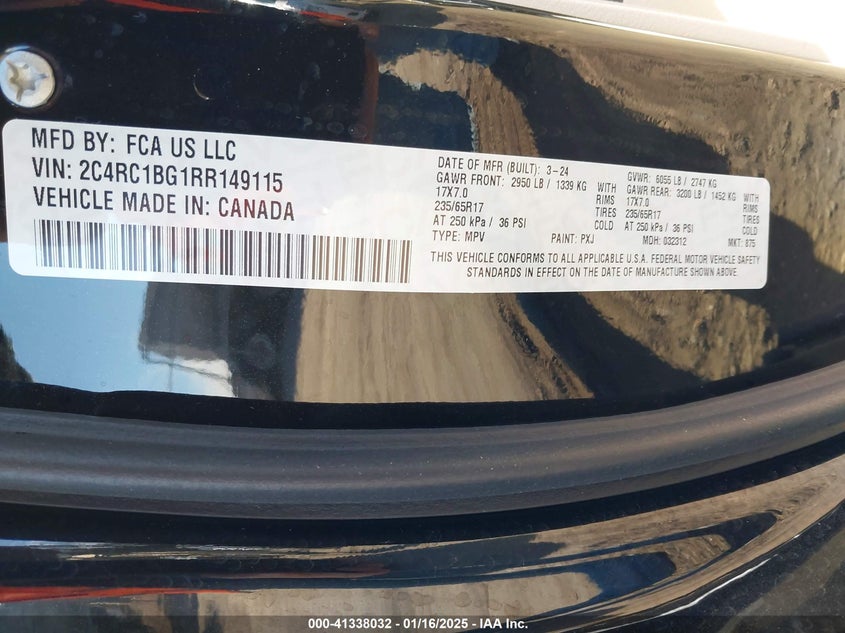 MFD BY: FCA US LLC
VIN: 2C4RC1BG1RR149115
VEHICLE MADE IN: CANADA
DATE OF MFR (BUILT): 3-24 GVWR: 6055 LB / 2747 KG
GAWR FRONT: 2950 LB / 1339 KG WITH GAWR REAR: 3200 LB / 1452 KG WITH
17X7.0 RIMS 17X7.0 RIMS
235/65R17 TIRES 235/65R17 TIRES
AT 250 kPa / 36 PSI COLD AT 250 kPa / 36 PSI COLD
TYPE: MPV PAINT: PXJ MDH: 032312 MKT: 875
THIS VEHICLE CONFORMS TO ALL APPLICABLE U.S.A. FEDERAL MOTOR VEHICLE SAFETY
STANDARDS IN EFFECT ON THE DATE OF MANUFACTURE SHOWN ABOVE.
000-41338032 - 01/16/2025 - IAA Inc.